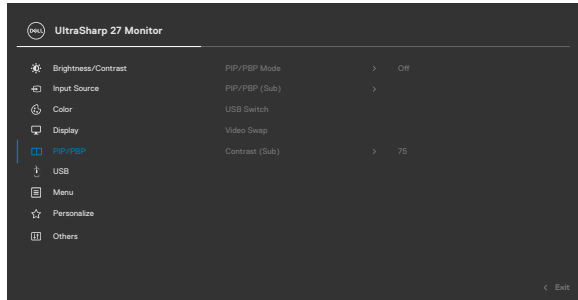 DELL UltraSharp 27 Monitor
Brightness/Contrast PIP/PBP Mode > Off
Input Source PIP/PBP (Sub) >
Color USB Switch
Display Video Swap
PIP/PBP Contrast (Sub) > 75
USB
Menu
Personalize
Others
< Exit